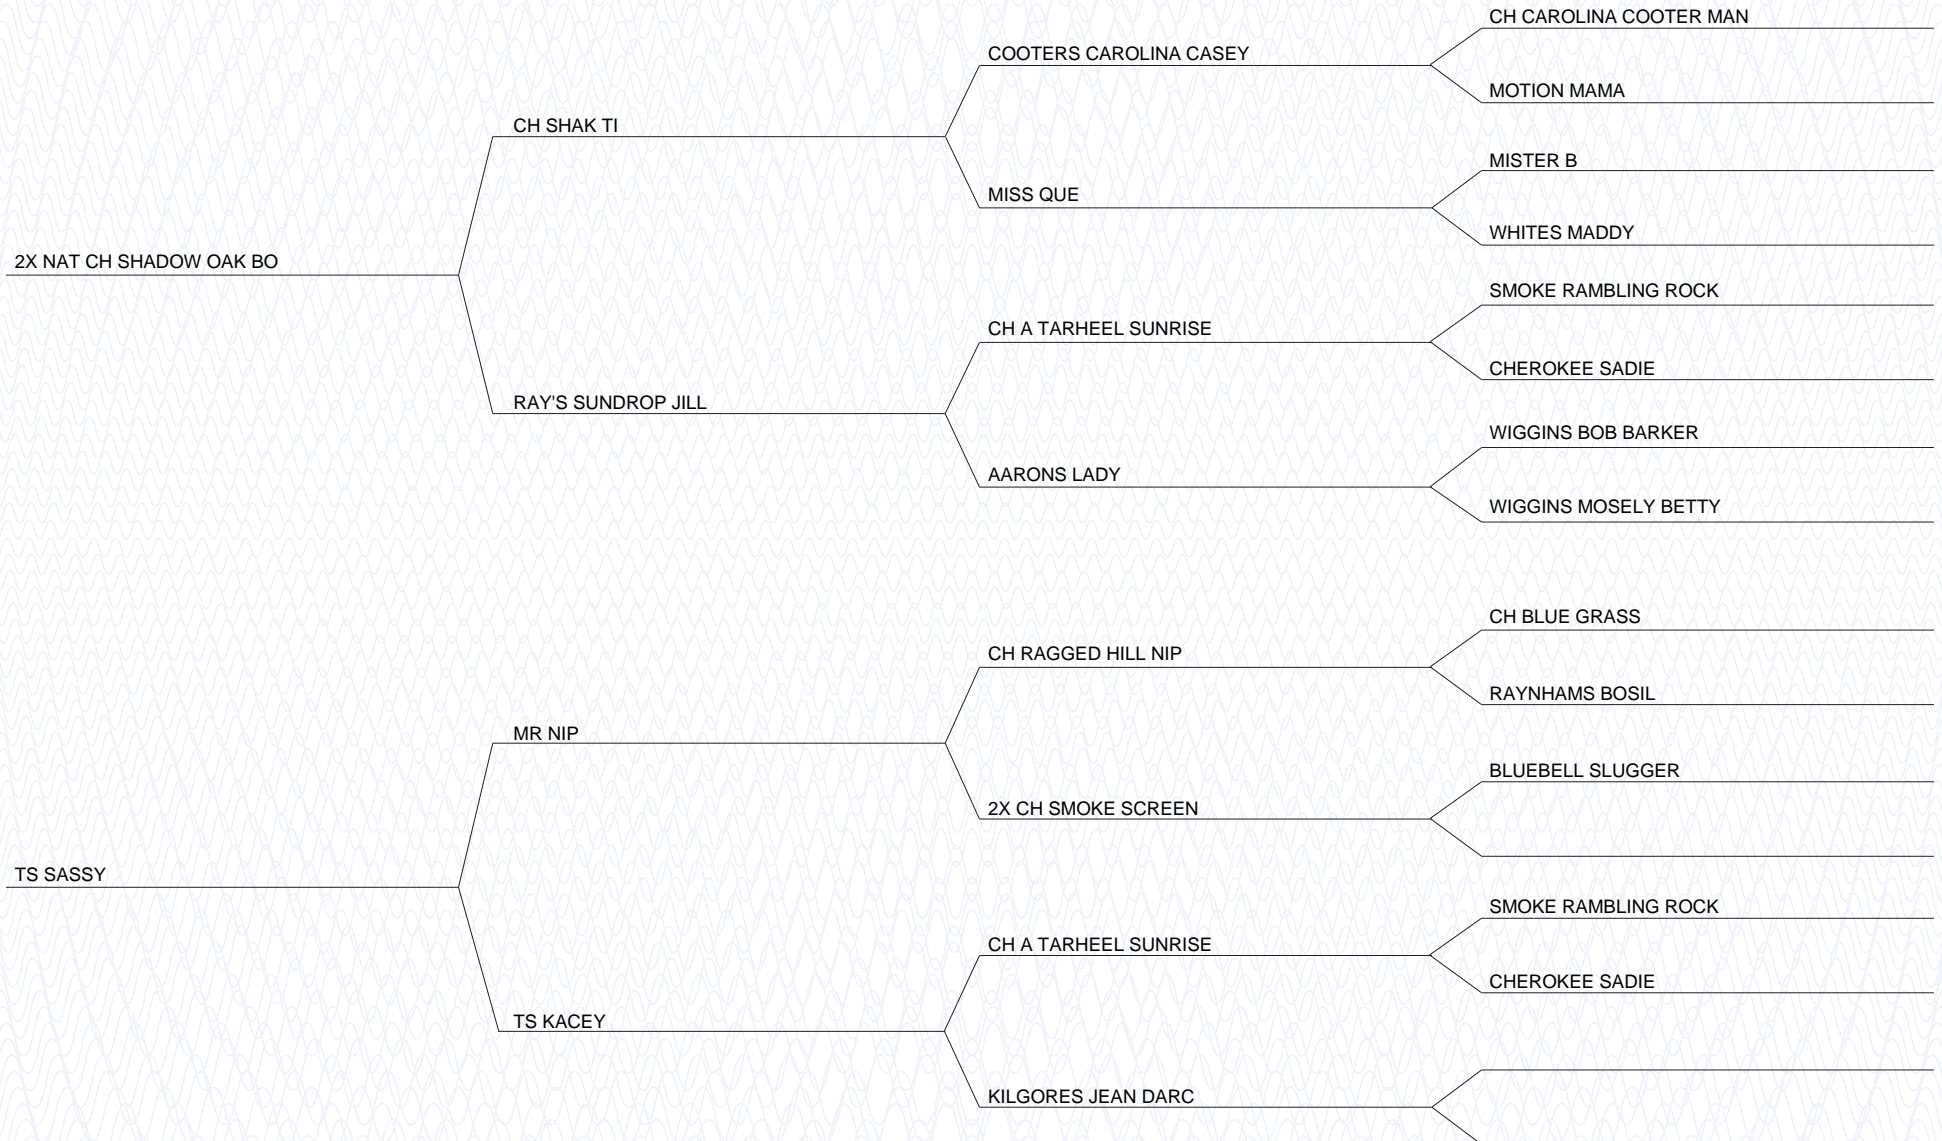 CH CAROLINA COOTER MAN
COOTERS CAROLINA CASEY
MOTION MAMA
CH SHAK TI
MISTER B
MISS QUE
WHITES MADDY
2X NAT CH SHADOW OAK BO
SMOKE RAMBLING ROCK
CH A TARHEEL SUNRISE
CHEROKEE SADIE
RAY'S SUNDROP JILL
WIGGINS BOB BARKER
AARONS LADY
WIGGINS MOSELY BETTY
CH BLUE GRASS
CH RAGGED HILL NIP
RAYNHAMS BOSIL
MR NIP
BLUEBELL SLUGGER
2X CH SMOKE SCREEN
TS SASSY
SMOKE RAMBLING ROCK
CH A TARHEEL SUNRISE
CHEROKEE SADIE
TS KACEY
KILGORES JEAN DARC